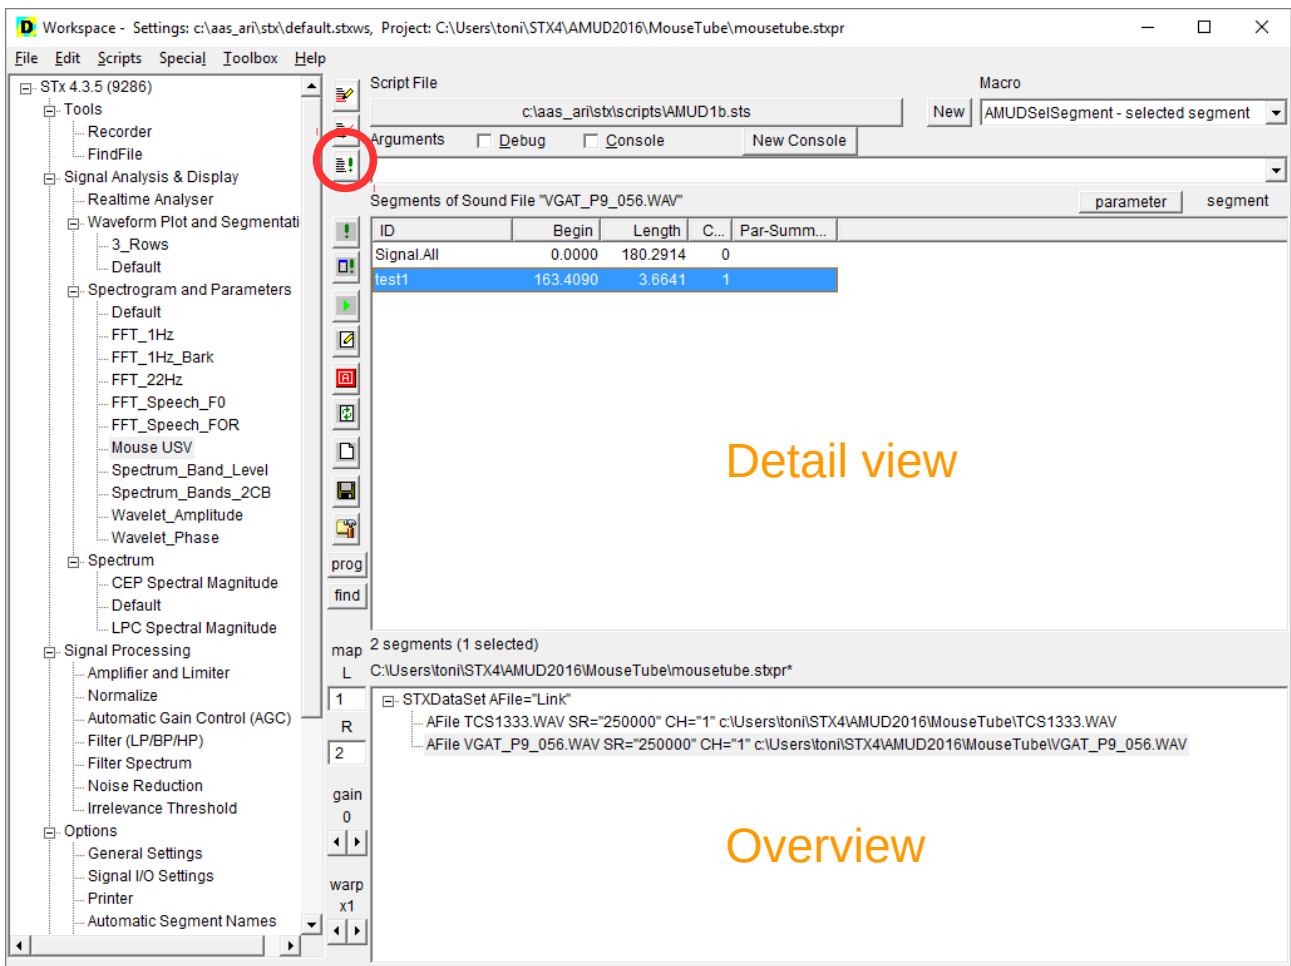 Workspace - Settings: c:\aas_ari\stx\default.stxws, Project: C:\Users\toni\STX4\AMUD2016\MouseTube\mousetube.stxpr
File Edit Scripts Special Toolbox Help
STx 4.3.5 (9286)
Tools
Recorder
FindFile
Signal Analysis & Display
Realtime Analyser
Waveform Plot and Segmentati
3_Rows
Default
Spectrogram and Parameters
Default
FFT_1Hz
FFT_1Hz_Bark
FFT_22Hz
FFT_Speech_F0
FFT_Speech_FOR
Mouse USV
Spectrum_Band_Level
Spectrum_Bands_2CB
Wavelet_Amplitude
Wavelet_Phase
Spectrum
CEP Spectral Magnitude
Default
LPC Spectral Magnitude
Signal Processing
Amplifier and Limiter
Normalize
Automatic Gain Control (AGC)
Filter (LP/BP/HP)
Filter Spectrum
Noise Reduction
Irrelevance Threshold
Options
General Settings
Signal I/O Settings
Printer
Automatic Segment Names
prog
find
map
L
1
R
2
gain
0
warp
x1
Script File Macro
c:\aas_ari\stx\scripts\AMUD1b.sts New AMUDSelSegment - selected segment
Arguments Debug Console New Console
Segments of Sound File "VGAT_P9_056.WAV" parameter segment
ID Begin Length C... Par-Summ...
Signal.All 0.0000 180.2914 0
test1 163.4090 3.6641 1
Detail view
2 segments (1 selected)
C:\Users\toni\STX4\AMUD2016\MouseTube\mousetube.stxpr*
STXDataSet AFile="Link"
AFile TCS1333.WAV SR="250000" CH="1" c:\Users\toni\STX4\AMUD2016\MouseTube\TCS1333.WAV
AFile VGAT_P9_056.WAV SR="250000" CH="1" c:\Users\toni\STX4\AMUD2016\MouseTube\VGAT_P9_056.WAV
Overview